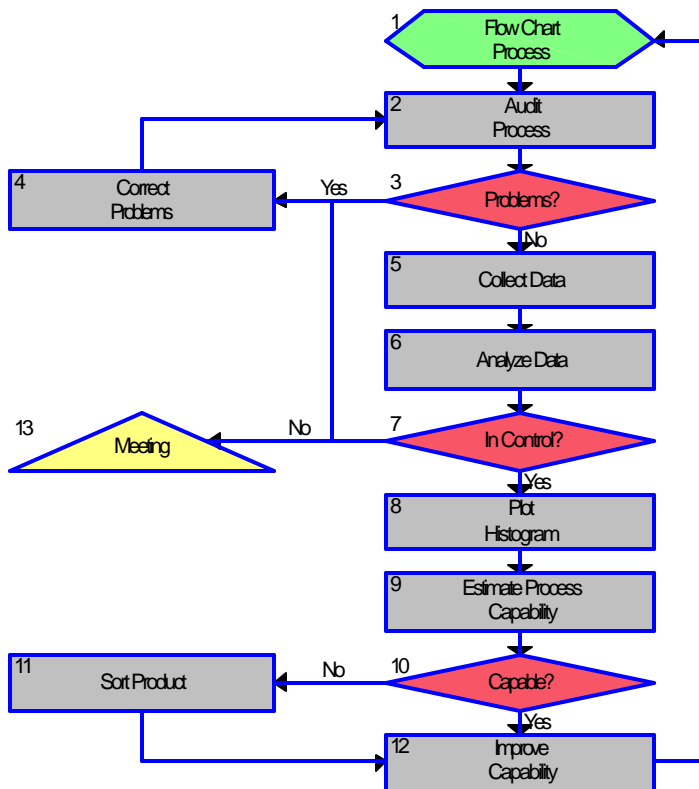 1
Flow Chart
Process
2
Audit
Process
4
Correct
Problems
Yes
3
Problems?
No
5
Collect Data
6
Analyze Data
13
Meeting
No
7
In Control?
Yes
8
Plot
Histogram
9
Estimate Process
Capability
11
Sort Product
No
10
Capable?
Yes
12
Improve
Capability